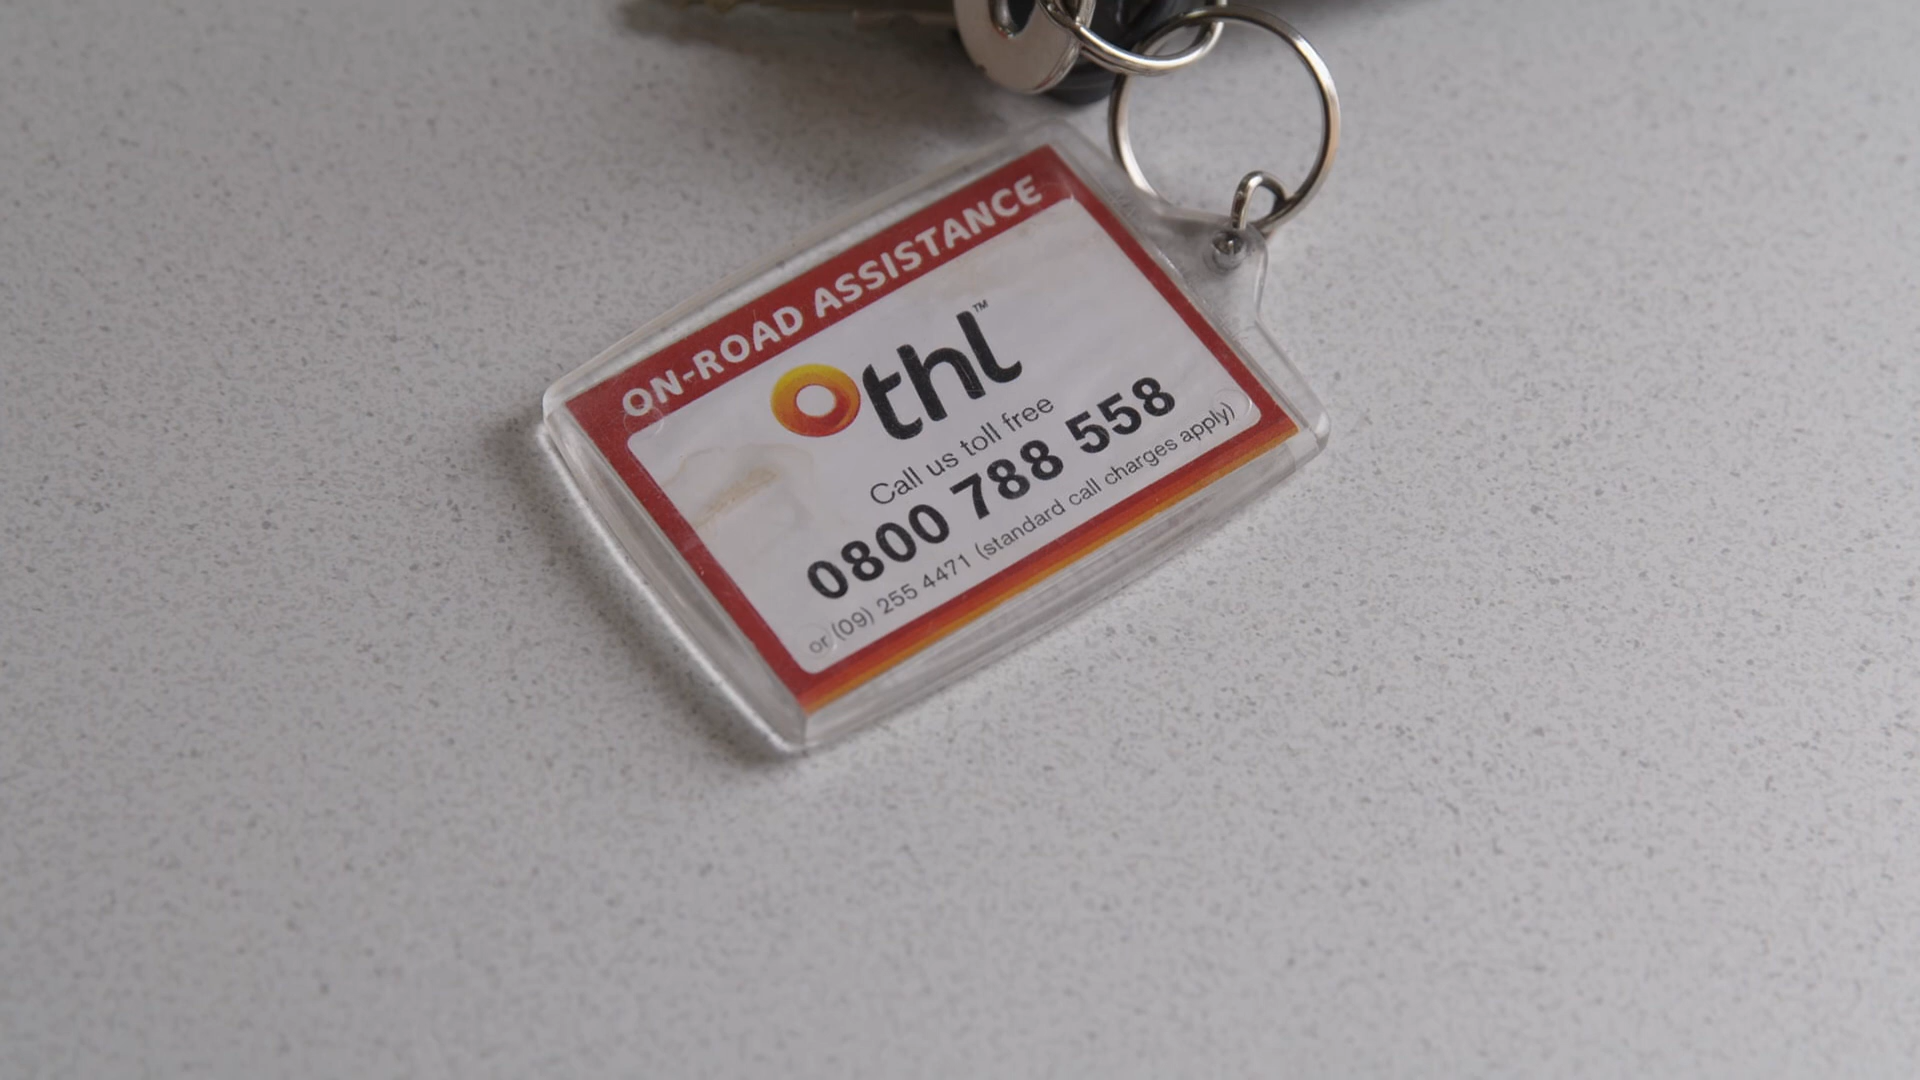 ON-ROAD ASSISTANCE
thl™
Call us toll free
0800 788 558
or (09) 255 4471 (standard call charges apply)